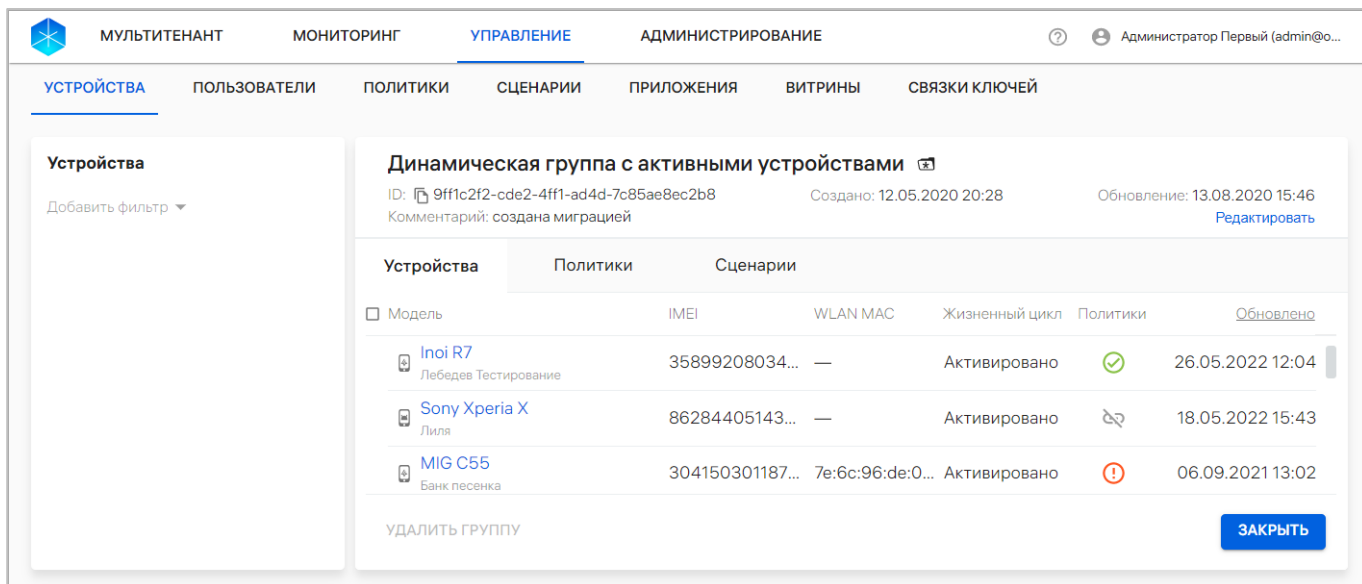 МУЛЬТИТЕНАНТ МОНИТОРИНГ УПРАВЛЕНИЕ АДМИНИСТРИРОВАНИЕ Администратор Первый (admin@o...
УСТРОЙСТВА ПОЛЬЗОВАТЕЛИ ПОЛИТИКИ СЦЕНАРИИ ПРИЛОЖЕНИЯ ВИТРИНЫ СВЯЗКИ КЛЮЧЕЙ
Устройства
Добавить фильтр
Динамическая группа с активными устройствами
ID: 9ff1c2f2-cde2-4ff1-ad4d-7c85ae8ec2b8 Создано: 12.05.2020 20:28 Обновление: 13.08.2020 15:46
Комментарий: создана миграцией Редактировать
Устройства Политики Сценарии
Модель IMEI WLAN MAC Жизненный цикл Политики Обновлено
Inoi R7 35899208034... — Активировано 26.05.2022 12:04
Лебедев Тестирование
Sony Xperia X 86284405143... — Активировано 18.05.2022 15:43
Лиля
MIG C55 304150301187... 7e:6c:96:de:0... Активировано 06.09.2021 13:02
Банк песенка
УДАЛИТЬ ГРУППУ ЗАКРЫТЬ